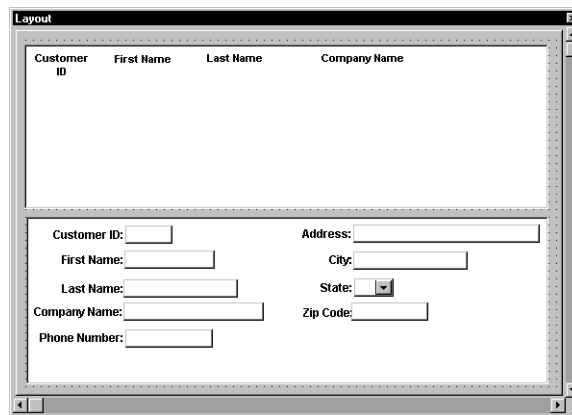 Layout
Customer ID
First Name
Last Name
Company Name
Customer ID:
Address:
First Name:
City:
Last Name:
State:
Company Name:
Zip Code:
Phone Number: